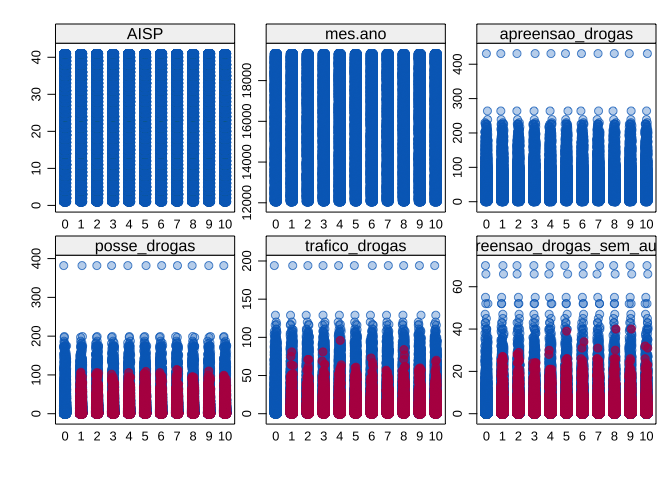 AISP
40
30
20
10
0
0 1 2 3 4 5 6 7 8 9 10
mes.ano
18000
16000
14000
12000
0 1 2 3 4 5 6 7 8 9 10
apreensao_drogas
400
300
200
100
0
0 1 2 3 4 5 6 7 8 9 10
posse_drogas
400
300
200
100
0
0 1 2 3 4 5 6 7 8 9 10
trafico_drogas
200
150
100
50
0
0 1 2 3 4 5 6 7 8 9 10
reensao_drogas_sem_au
60
40
20
0
0 1 2 3 4 5 6 7 8 9 10